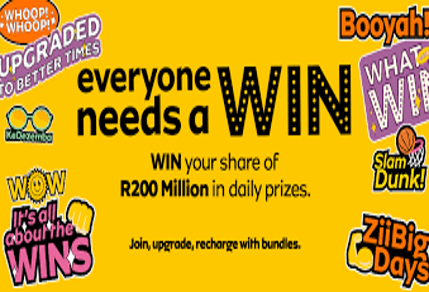 WHOOP!
WHOOP!
UPGRADED
TO BETTER TIMES
KeDezemba
WOW
It's all
about the
WINS
everyone
needs a WIN
WIN your share of
R200 Million in daily prizes.
Join, upgrade, recharge with bundles.
Booyah!
WHAT
WIN
Slam
Dunk!
ZiiBig
Days